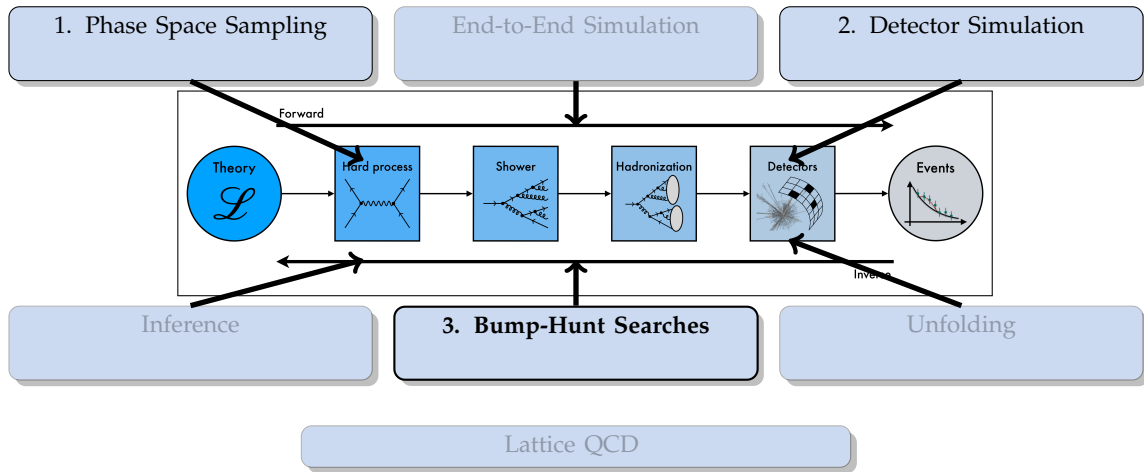 1. Phase Space Sampling
End-to-End Simulation
2. Detector Simulation
Forward
Theory
ℒ
Hard process
Shower
Hadronization
Detectors
Events
Inverse
Inference
3. Bump-Hunt Searches
Unfolding
Lattice QCD